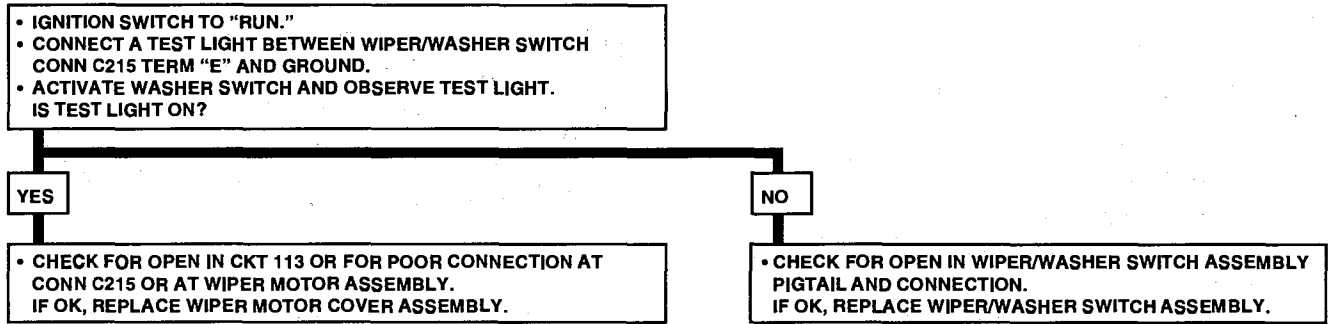 • IGNITION SWITCH TO "RUN."
• CONNECT A TEST LIGHT BETWEEN WIPER/WASHER SWITCH
CONN C215 TERM "E" AND GROUND.
• ACTIVATE WASHER SWITCH AND OBSERVE TEST LIGHT.
IS TEST LIGHT ON?
YES
NO
• CHECK FOR OPEN IN CKT 113 OR FOR POOR CONNECTION AT
CONN C215 OR AT WIPER MOTOR ASSEMBLY.
IF OK, REPLACE WIPER MOTOR COVER ASSEMBLY.
• CHECK FOR OPEN IN WIPER/WASHER SWITCH ASSEMBLY
PIGTAIL AND CONNECTION.
IF OK, REPLACE WIPER/WASHER SWITCH ASSEMBLY.